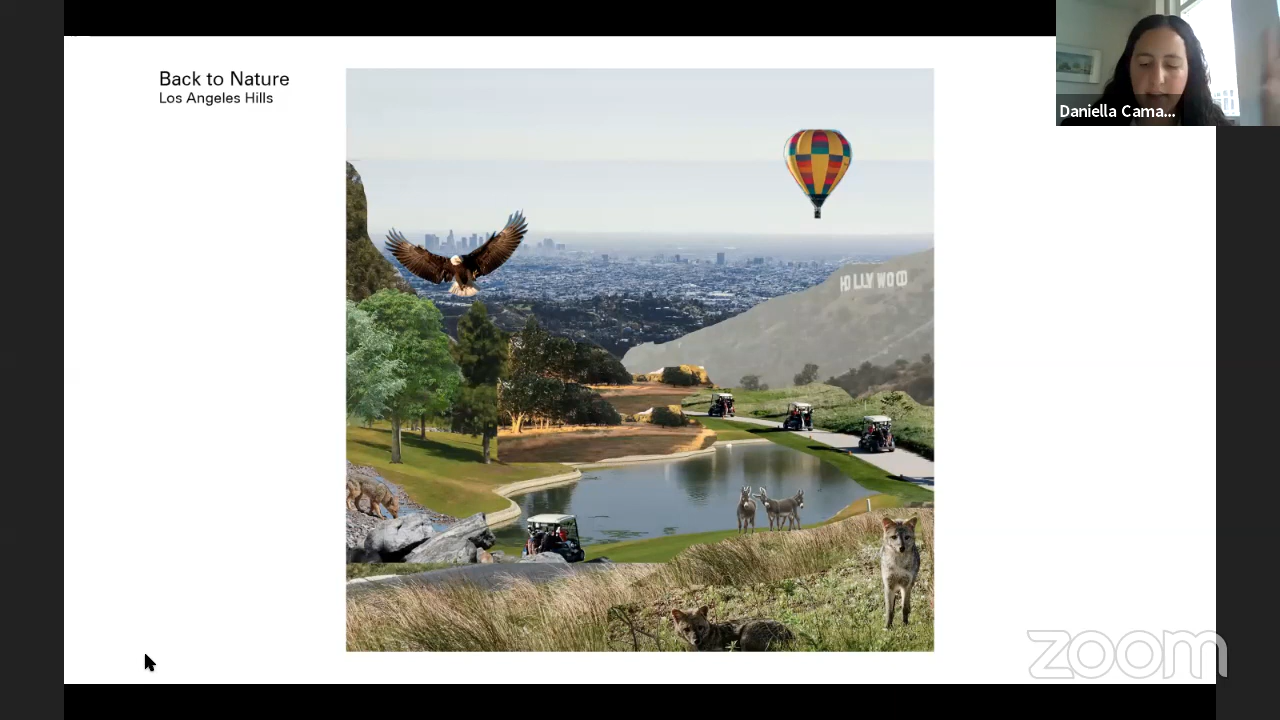 Back to Nature
Los Angeles Hills
Daniella Cama...
HOLLYWOOD
zoom